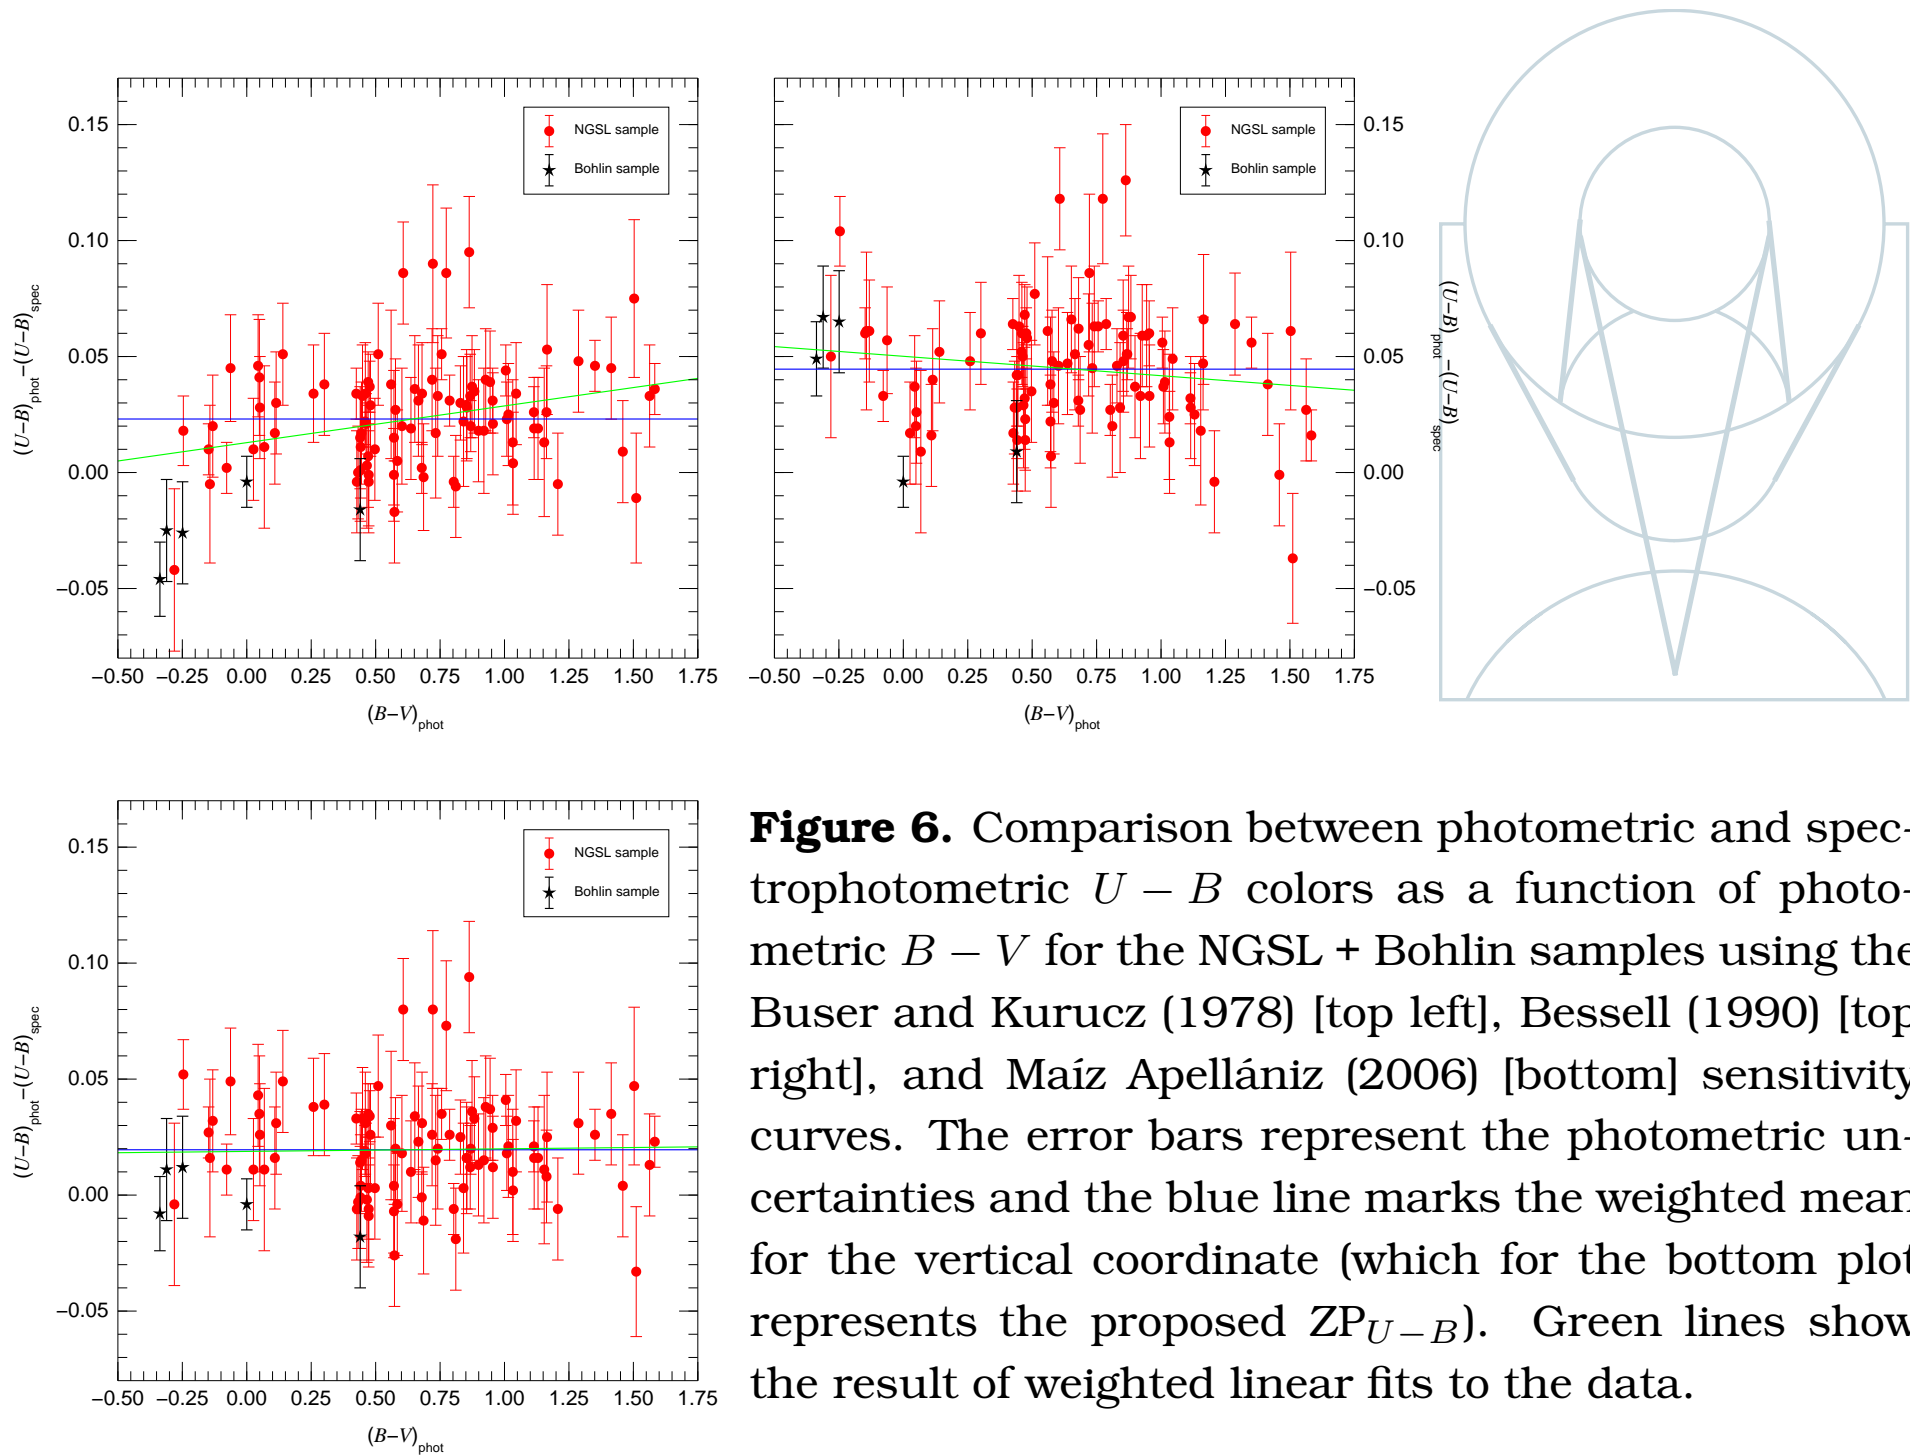 0.15
0.10
0.05
0.00
−0.05
(U−B)phot−(U−B)spec
NGSL sample
Bohlin sample
−0.50 −0.25 0.00 0.25 0.50 0.75 1.00 1.25 1.50 1.75
(B−V)phot
NGSL sample
Bohlin sample
0.15
0.10
0.05
0.00
−0.05
(U−B)phot−(U−B)spec
−0.50 −0.25 0.00 0.25 0.50 0.75 1.00 1.25 1.50 1.75
(B−V)phot
0.15
0.10
0.05
0.00
−0.05
(U−B)phot−(U−B)spec
NGSL sample
Bohlin sample
−0.50 −0.25 0.00 0.25 0.50 0.75 1.00 1.25 1.50 1.75
(B−V)phot
Figure 6. Comparison between photometric and spec-
trophotometric U − B colors as a function of photo-
metric B − V for the NGSL + Bohlin samples using the
Buser and Kurucz (1978) [top left], Bessell (1990) [top
right], and Maíz Apellániz (2006) [bottom] sensitivity
curves. The error bars represent the photometric un-
certainties and the blue line marks the weighted mean
for the vertical coordinate (which for the bottom plot
represents the proposed ZPU−B). Green lines show
the result of weighted linear fits to the data.